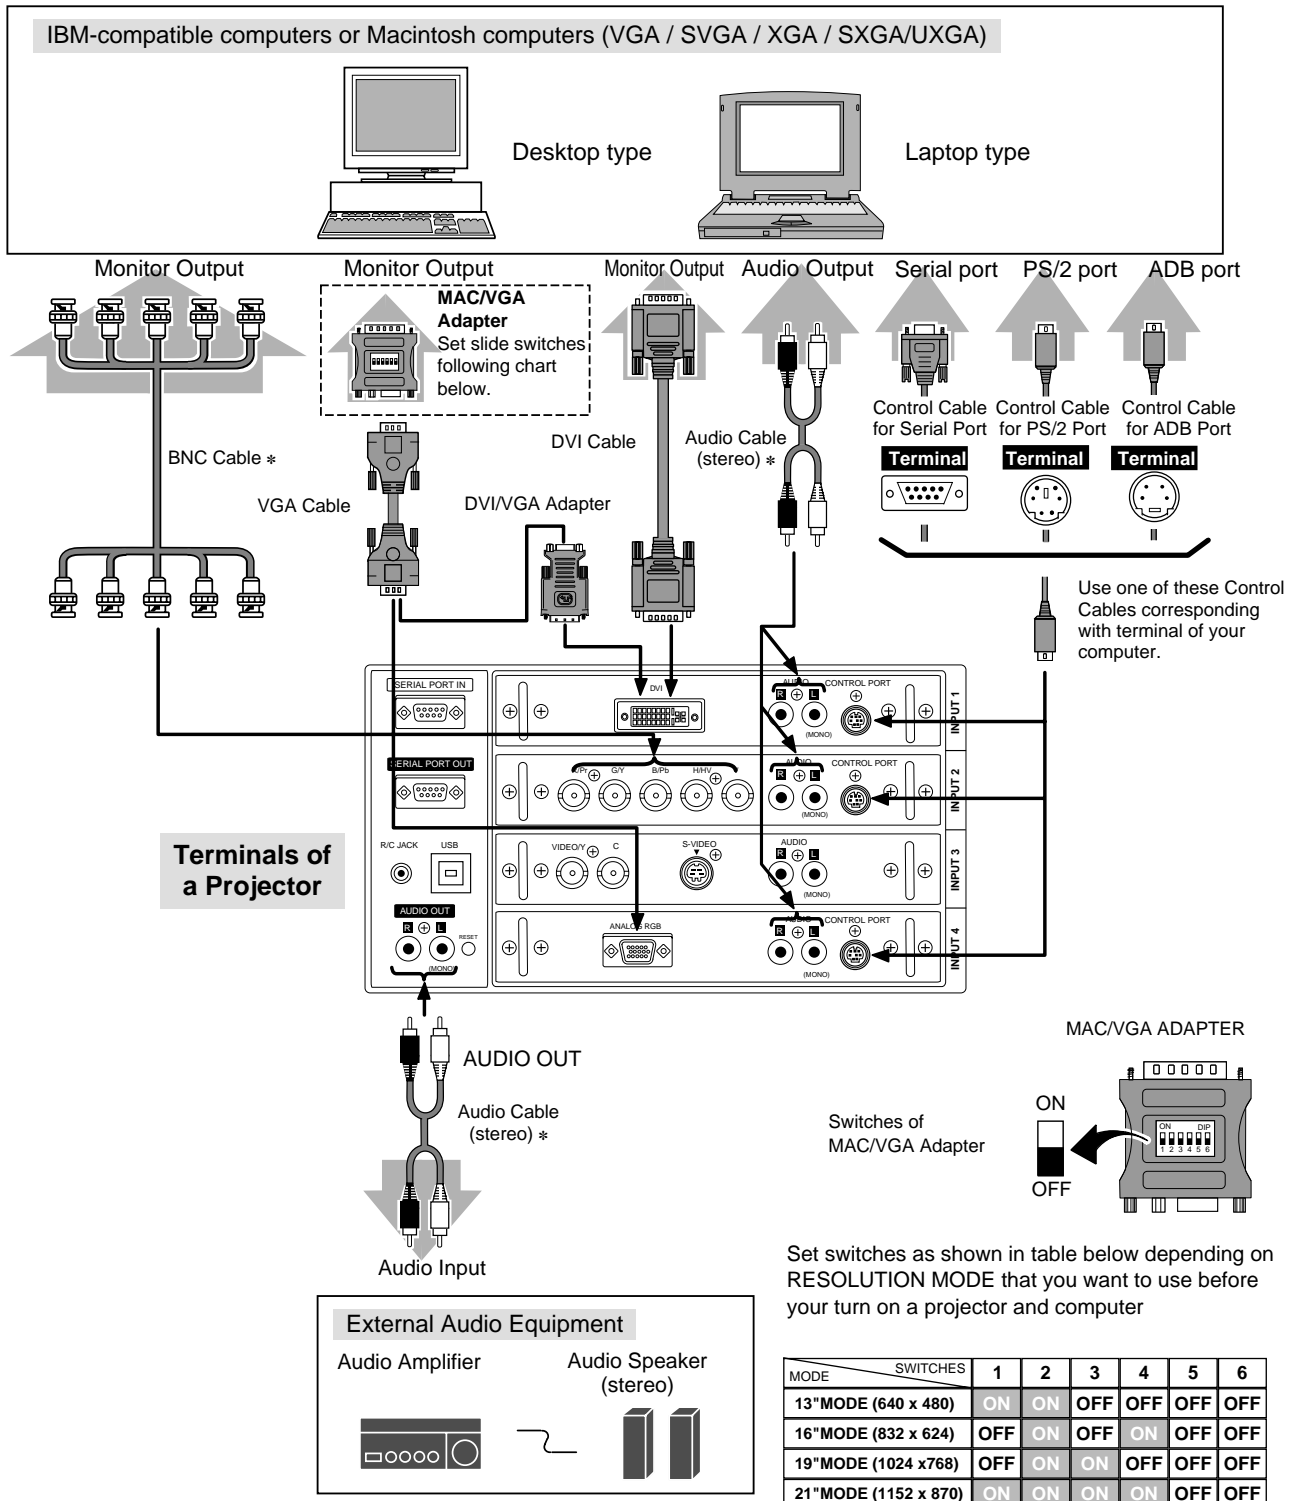 IBM-compatible computers or Macintosh computers (VGA / SVGA / XGA / SXGA/UXGA)
Desktop type
Laptop type
Monitor Output
Monitor Output
Monitor Output
Audio Output
Serial port
PS/2 port
ADB port
MAC/VGA
Adapter
Set slide switches
following chart
below.
BNC Cable *
VGA Cable
DVI/VGA Adapter
DVI Cable
Audio Cable
(stereo) *
Control Cable
for Serial Port
Control Cable
for PS/2 Port
Control Cable
for ADB Port
Terminal
Terminal
Terminal
Use one of these Control
Cables corresponding
with terminal of your
computer.
Terminals of
a Projector
SERIAL PORT IN
SERIAL PORT OUT
R/C JACK
USB
AUDIO OUT
R L
RESET
(MONO)
DVI
AUDIO
R L
(MONO)
CONTROL PORT
INPUT 1
R/Pr G/Y B/Pb H/HV V
AUDIO
R L
(MONO)
CONTROL PORT
INPUT 2
VIDEO/Y C
S-VIDEO
AUDIO
R L
(MONO)
INPUT 3
ANALOG RGB
AUDIO
R L
(MONO)
CONTROL PORT
INPUT 4
AUDIO OUT
Audio Cable
(stereo) *
Audio Input
External Audio Equipment
Audio Amplifier
Audio Speaker
(stereo)
MAC/VGA ADAPTER
Switches of
MAC/VGA Adapter
ON
OFF
ON DIP
1 2 3 4 5 6
Set switches as shown in table below depending on
RESOLUTION MODE that you want to use before
your turn on a projector and computer
MODE SWITCHES 1 2 3 4 5 6
13"MODE (640 x 480) ON ON OFF OFF OFF OFF
16"MODE (832 x 624) OFF ON OFF ON OFF OFF
19"MODE (1024 x768) OFF ON ON OFF OFF OFF
21"MODE (1152 x 870) ON ON ON ON OFF OFF